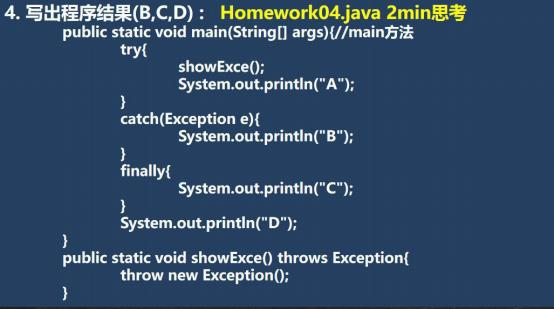 4. 写出程序结果(B,C,D)： Homework04.java 2min思考
public static void main(String[] args){//main方法
try{
showExce();
System.out.println("A");
}
catch(Exception e){
System.out.println("B");
}
finally{
System.out.println("C");
}
System.out.println("D");
}
public static void showExce() throws Exception{
throw new Exception();
}